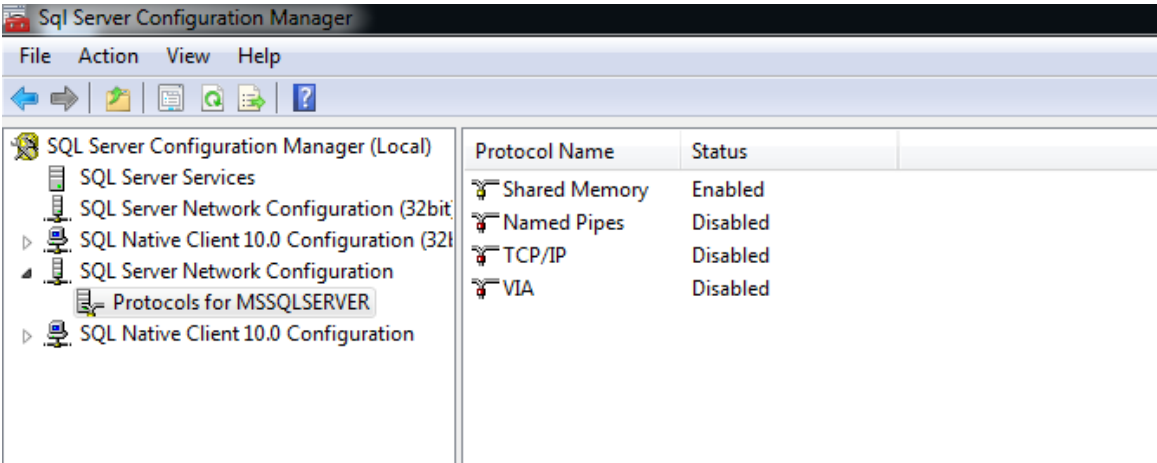 Sql Server Configuration Manager
File Action View Help
SQL Server Configuration Manager (Local)
SQL Server Services
SQL Server Network Configuration (32bit
SQL Native Client 10.0 Configuration (32b
SQL Server Network Configuration
Protocols for MSSQLSERVER
SQL Native Client 10.0 Configuration
Protocol Name Status
Shared Memory Enabled
Named Pipes Disabled
TCP/IP Disabled
VIA Disabled